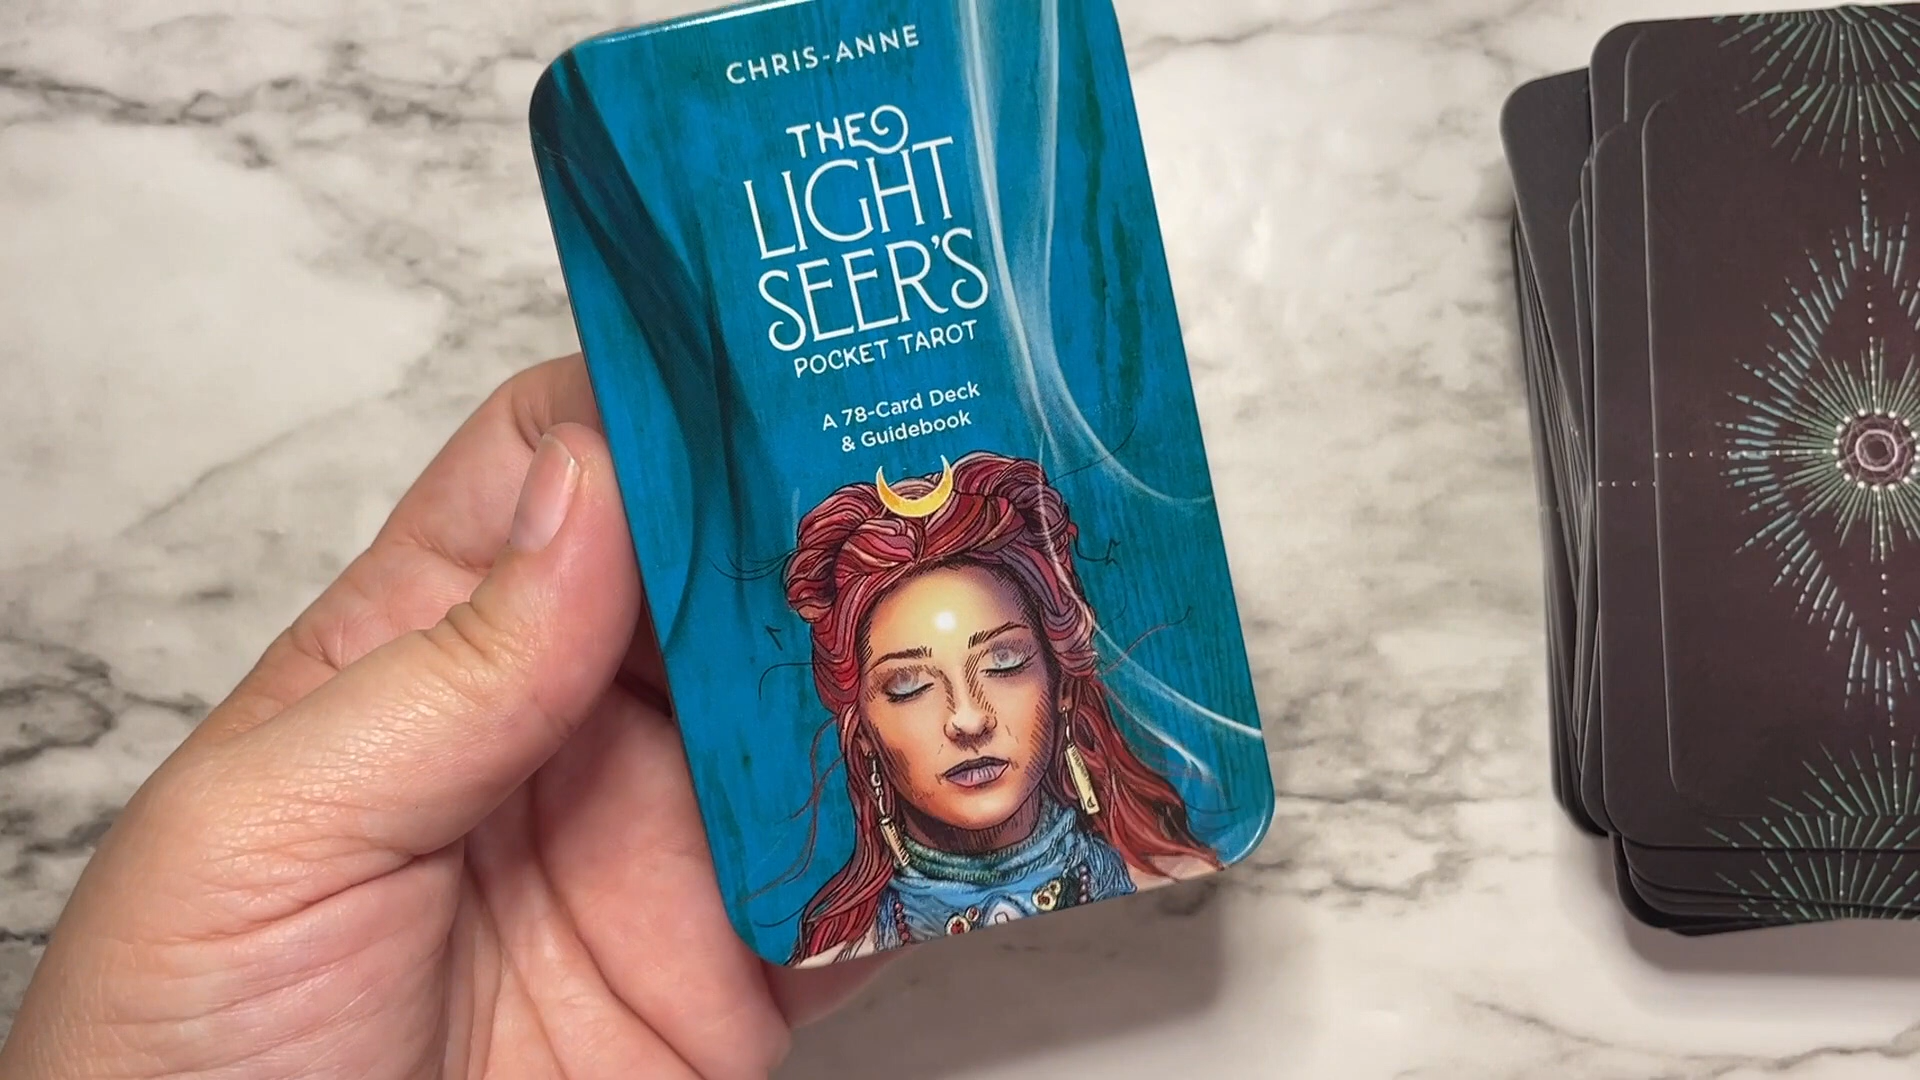 CHRIS-ANNE
THE
LIGHT
SEER'S
POCKET TAROT
A 78-Card Deck
& Guidebook